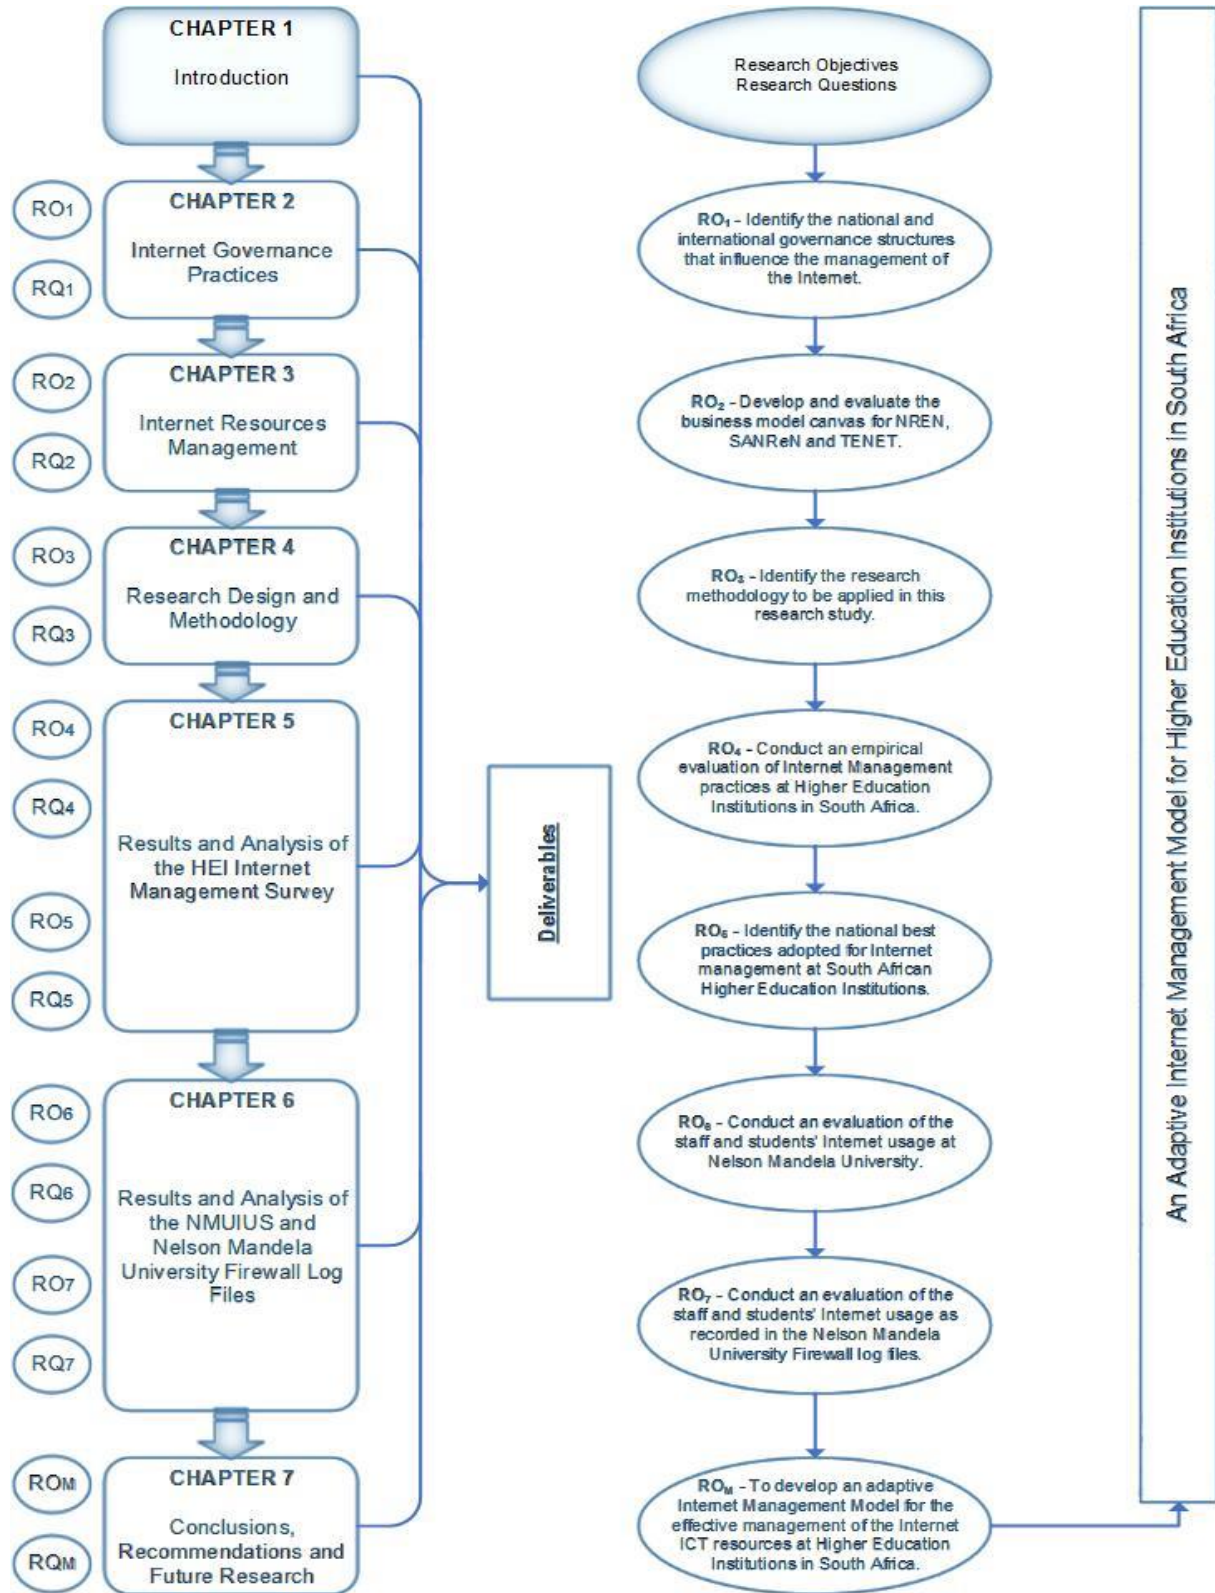 CHAPTER 1
Introduction
RO1
RQ1
CHAPTER 2
Internet Governance
Practices
RO2
RQ2
CHAPTER 3
Internet Resources
Management
RO3
RQ3
CHAPTER 4
Research Design and
Methodology
RO4
RQ4
RO5
RQ5
CHAPTER 5
Results and Analysis of
the HEI Internet
Management Survey
RO6
RQ6
RO7
RQ7
CHAPTER 6
Results and Analysis of
the NMUIUS and
Nelson Mandela
University Firewall Log
Files
ROM
RQM
CHAPTER 7
Conclusions,
Recommendations and
Future Research
Deliverables
Research Objectives
Research Questions
RO₁ - Identify the national and
international governance structures
that influence the management of
the Internet.
RO₂ - Develop and evaluate the
business model canvas for NREN,
SANReN and TENET.
RO₃ - Identify the research
methodology to be applied in this
research study.
RO₄ - Conduct an empirical
evaluation of Internet Management
practices at Higher Education
Institutions in South Africa.
RO₅ - Identify the national best
practices adopted for Internet
management at South African
Higher Education Institutions.
RO₆ - Conduct an evaluation of the
staff and students' Internet usage at
Nelson Mandela University.
RO₇ - Conduct an evaluation of the
staff and students' Internet usage as
recorded in the Nelson Mandela
University Firewall log files.
RO_M - To develop an adaptive
Internet Management Model for the
effective management of the Internet
ICT resources at Higher Education
Institutions in South Africa.
An Adaptive Internet Management Model for Higher Education Institutions in South Africa